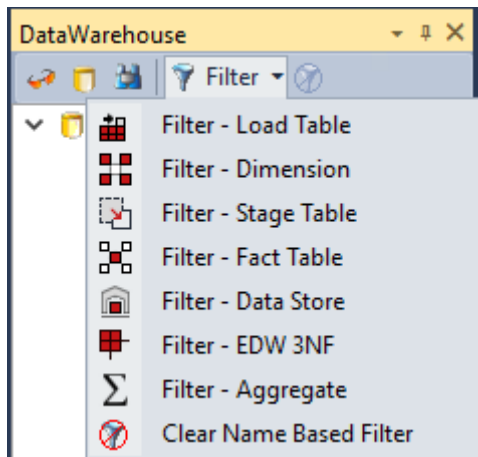 DataWarehouse
Filter
Filter - Load Table
Filter - Dimension
Filter - Stage Table
Filter - Fact Table
Filter - Data Store
Filter - EDW 3NF
Filter - Aggregate
Clear Name Based Filter